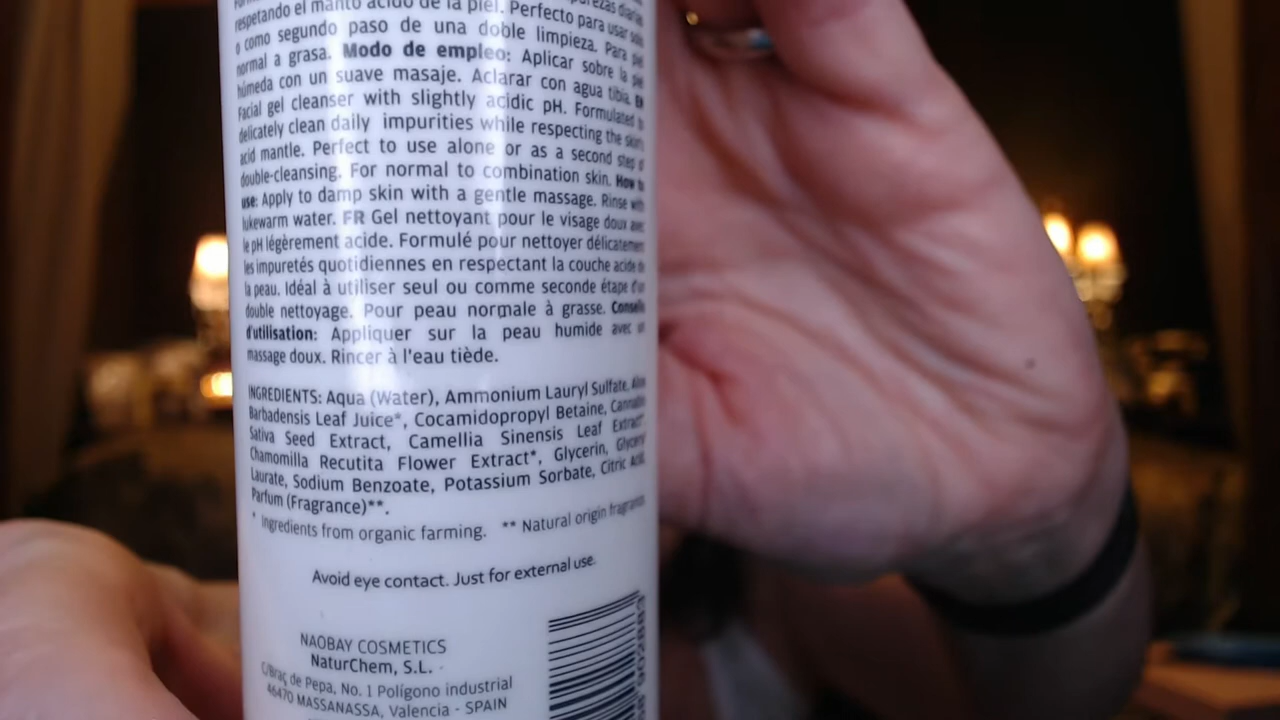 respetando el manto ácido de la piel. Perfecto para usar solo
o como segundo paso de una doble limpieza. Para piel
normal a grasa. Modo de empleo: Aplicar sobre la piel
húmeda con un suave masaje. Aclarar con agua tibia. EN
Facial gel cleanser with slightly acidic pH. Formulated to
delicately clean daily impurities while respecting the skin's
acid mantle. Perfect to use alone or as a second step of
double-cleansing. For normal to combination skin. How to
use: Apply to damp skin with a gentle massage. Rinse with
lukewarm water. FR Gel nettoyant pour le visage doux avec
le pH légèrement acide. Formulé pour nettoyer délicatement
les impuretés quotidiennes en respectant la couche acide de
la peau. Idéal à utiliser seul ou comme seconde étape d'un
double nettoyage. Pour peau normale à grasse. Conseils
d'utilisation: Appliquer sur la peau humide avec un
massage doux. Rincer à l'eau tiède.
INGREDIENTS: Aqua (Water), Ammonium Lauryl Sulfate, Aloe
Barbadensis Leaf Juice*, Cocamidopropyl Betaine, Cannabis
Sativa Seed Extract, Camellia Sinensis Leaf Extract*,
Chamomilla Recutita Flower Extract*, Glycerin, Glyceryl
Laurate, Sodium Benzoate, Potassium Sorbate, Citric Acid,
Parfum (Fragrance)**.
* Ingredients from organic farming. ** Natural origin fragrance
Avoid eye contact. Just for external use.
NAOBAY COSMETICS
NaturChem, S.L.
C/Braç de Pepa, No. 1 Polígono industrial
46470 MASSANASSA, Valencia - SPAIN